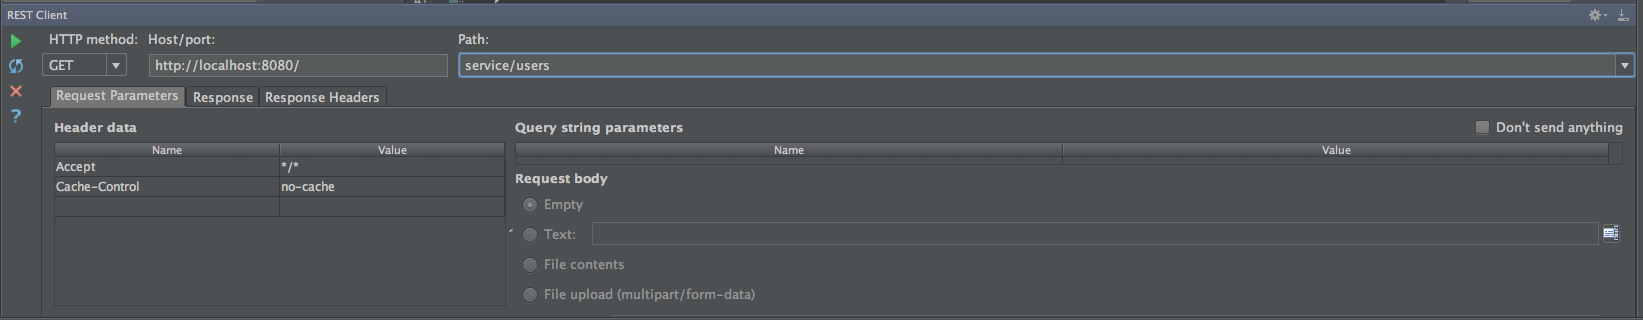 REST Client
HTTP method: Host/port: Path:
GET http://localhost:8080/ service/users
Request Parameters Response Response Headers
Header data Query string parameters Don't send anything
Name Value Name Value
Accept */*
Cache-Control no-cache
Request body
Empty
Text:
File contents
File upload (multipart/form-data)